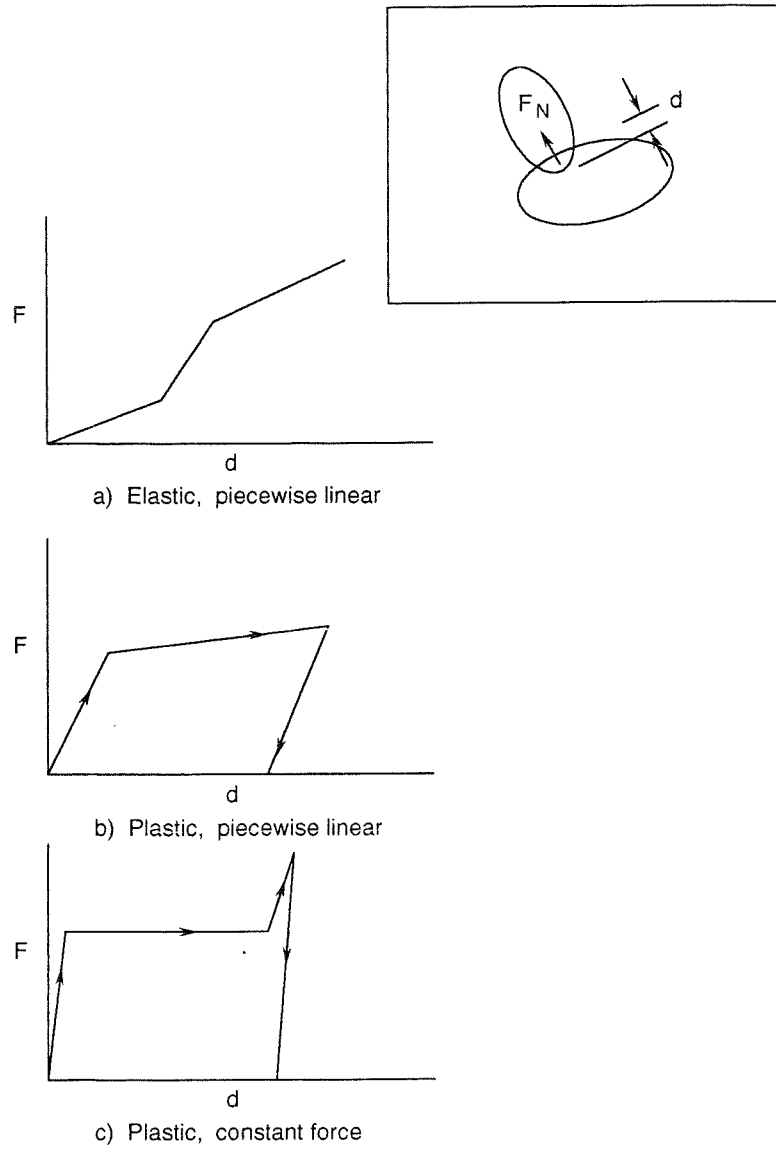 F_N
d
F
d
a) Elastic, piecewise linear
F
d
b) Plastic, piecewise linear
F
d
c) Plastic, constant force